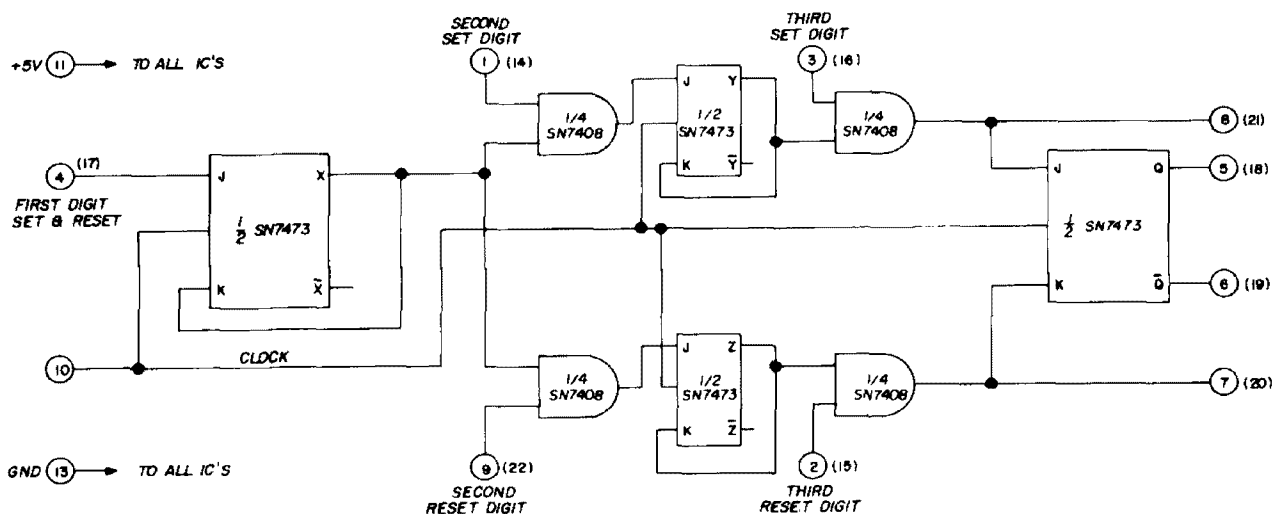 SECOND
SET DIGIT
1 (14)
THIRD
SET DIGIT
3 (16)
+5V 11 TO ALL IC'S
J Y
1/4
SN7408
1/2
SN7473
K Y
1/4
SN7408
8 (21)
4 (17)
FIRST DIGIT
SET & RESET
J X
1/2 SN7473
K X
J Q
5 (18)
1/2 SN7473
K Q
6 (19)
10
CLOCK
1/4
SN7408
J Z
1/2
SN7473
K Z
1/4
SN7408
7 (20)
GND 13 TO ALL IC'S
9 (22)
SECOND
RESET DIGIT
2 (15)
THIRD
RESET DIGIT